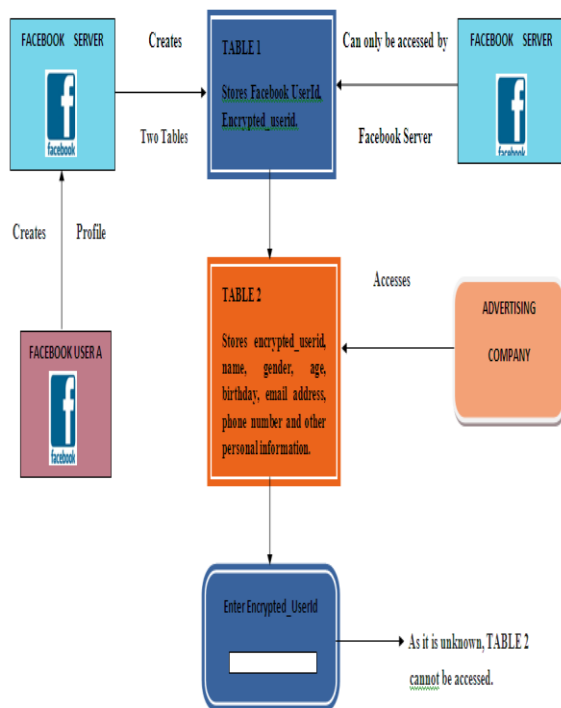 FACEBOOK SERVER
facebook
Creates
Two Tables
TABLE 1
Stores Facebook UserId,
Encrypted_userid.
Can only be accessed by
Facebook Server
FACEBOOK SERVER
facebook
Creates Profile
FACEBOOK USER A
facebook
TABLE 2
Stores encrypted_userid,
name, gender, age,
birthday, email address,
phone number and other
personal information.
Accesses
ADVERTISING
COMPANY
Enter Encrypted_UserId
As it is unknown, TABLE 2
cannot be accessed.